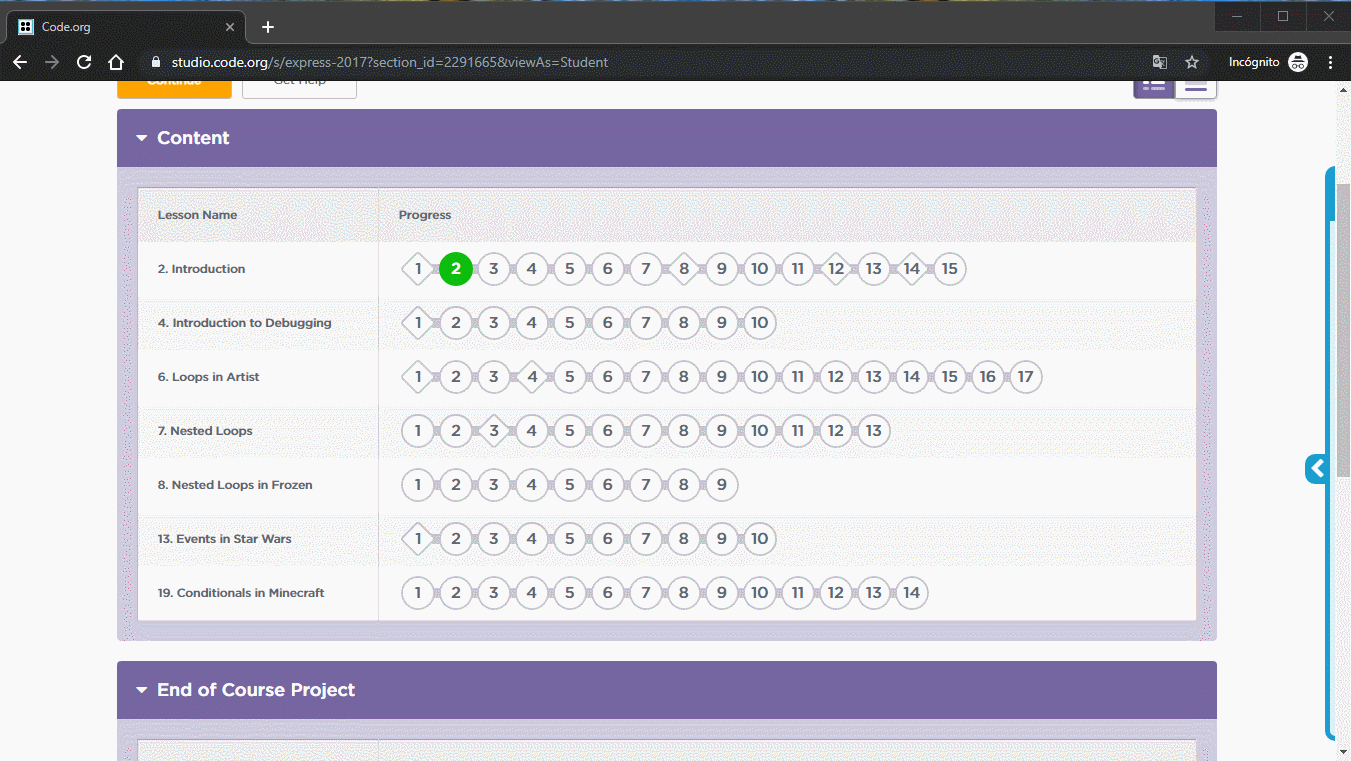 Code.org
studio.code.org/s/express-2017?section_id=2291665&viewAs=Student
Incógnito
Continue
Get Help
Content
Lesson Name Progress
2. Introduction 1 2 3 4 5 6 7 8 9 10 11 12 13 14 15
4. Introduction to Debugging 1 2 3 4 5 6 7 8 9 10
6. Loops in Artist 1 2 3 4 5 6 7 8 9 10 11 12 13 14 15 16 17
7. Nested Loops 1 2 3 4 5 6 7 8 9 10 11 12 13
8. Nested Loops in Frozen 1 2 3 4 5 6 7 8 9
13. Events in Star Wars 1 2 3 4 5 6 7 8 9 10
19. Conditionals in Minecraft 1 2 3 4 5 6 7 8 9 10 11 12 13 14
End of Course Project